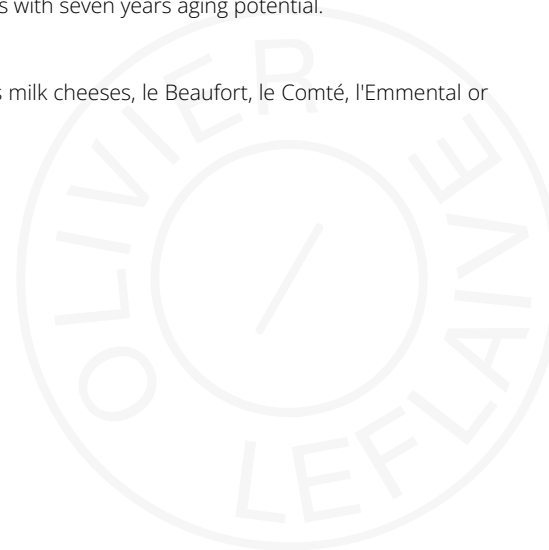 s with seven years aging potential.
s milk cheeses, le Beaufort, le Comté, l'Emmental or
OLIVIER
LEFLAIVE